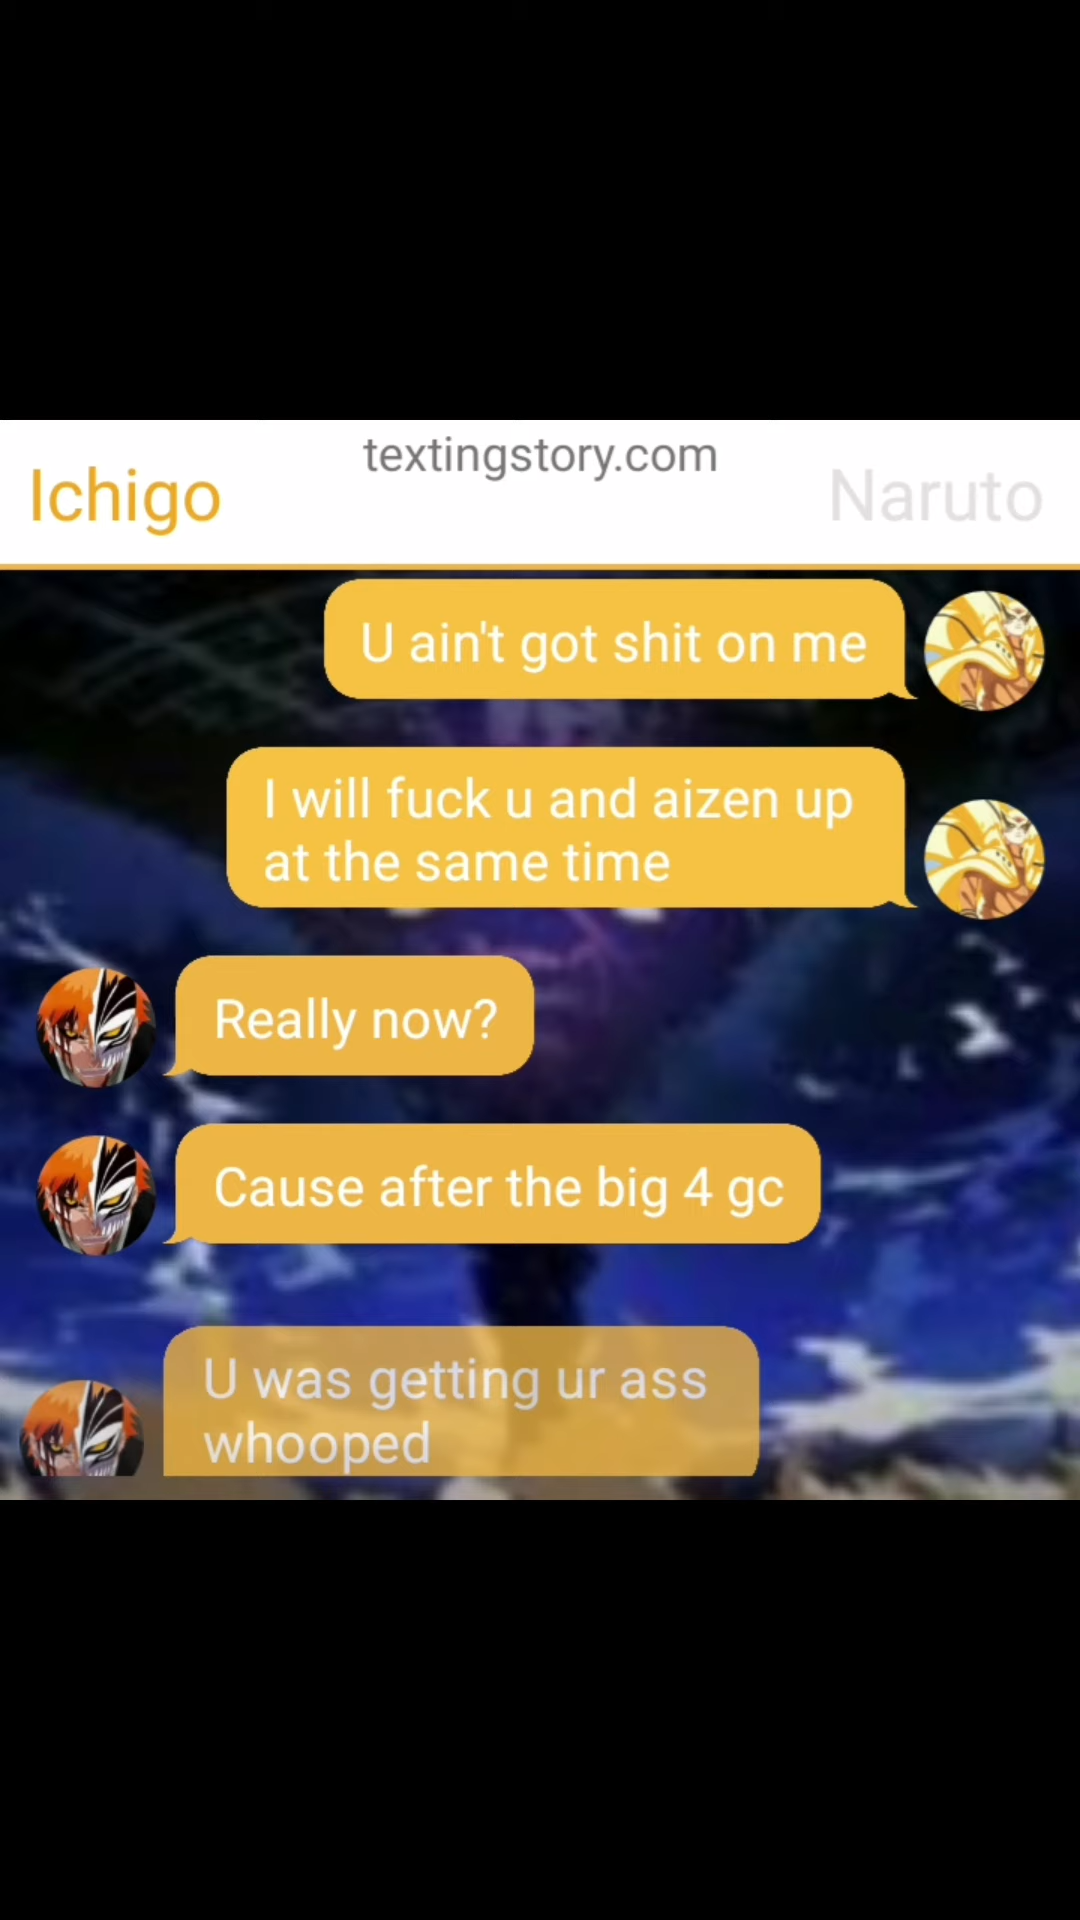 textingstory.com
Ichigo
Naruto
U ain't got shit on me
I will fuck u and aizen up
at the same time
Really now?
Cause after the big 4 gc
U was getting ur ass
whooped